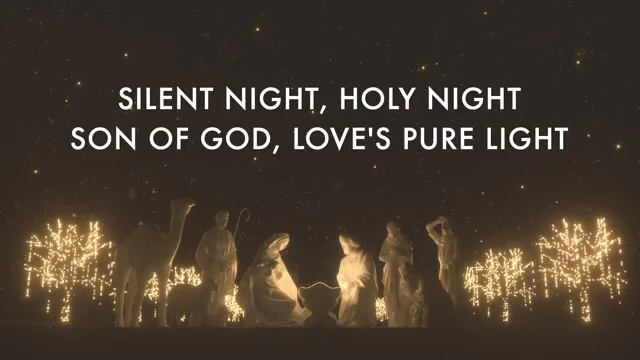 SILENT NIGHT, HOLY NIGHT
SON OF GOD, LOVE'S PURE LIGHT